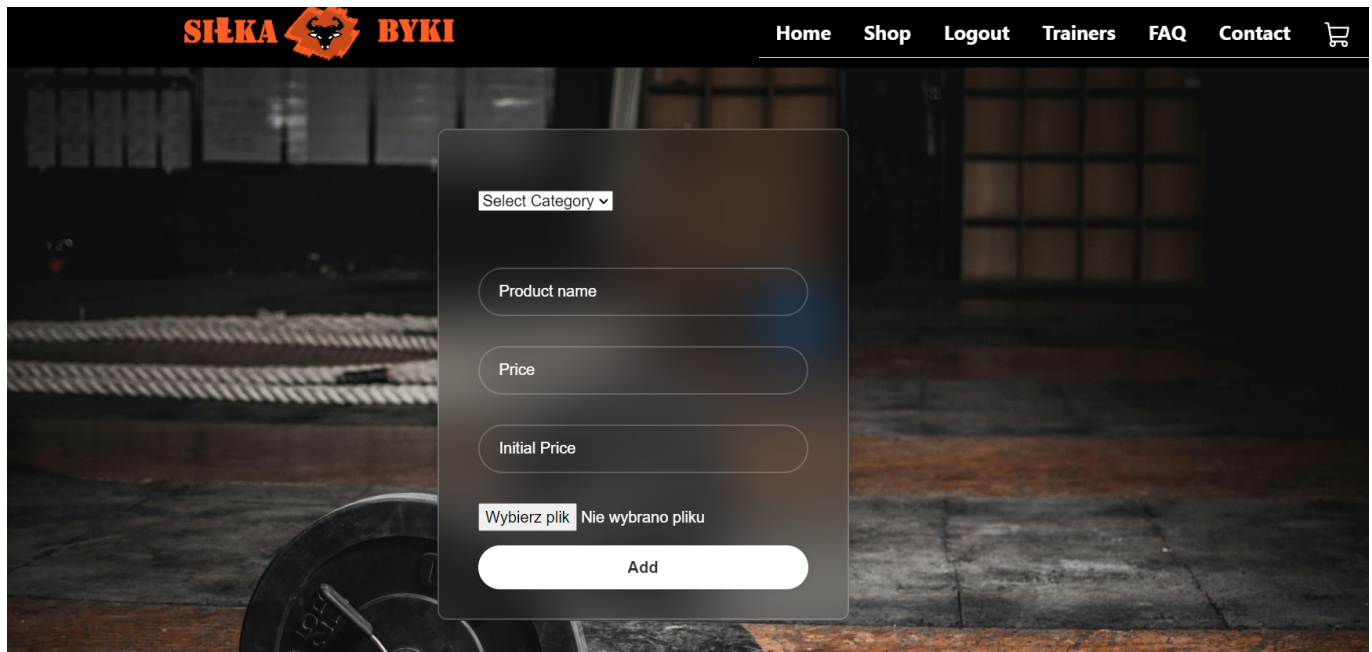 SIŁKA BYKI
Home Shop Logout Trainers FAQ Contact
Select Category
Product name
Price
Initial Price
Wybierz plik Nie wybrano pliku
Add